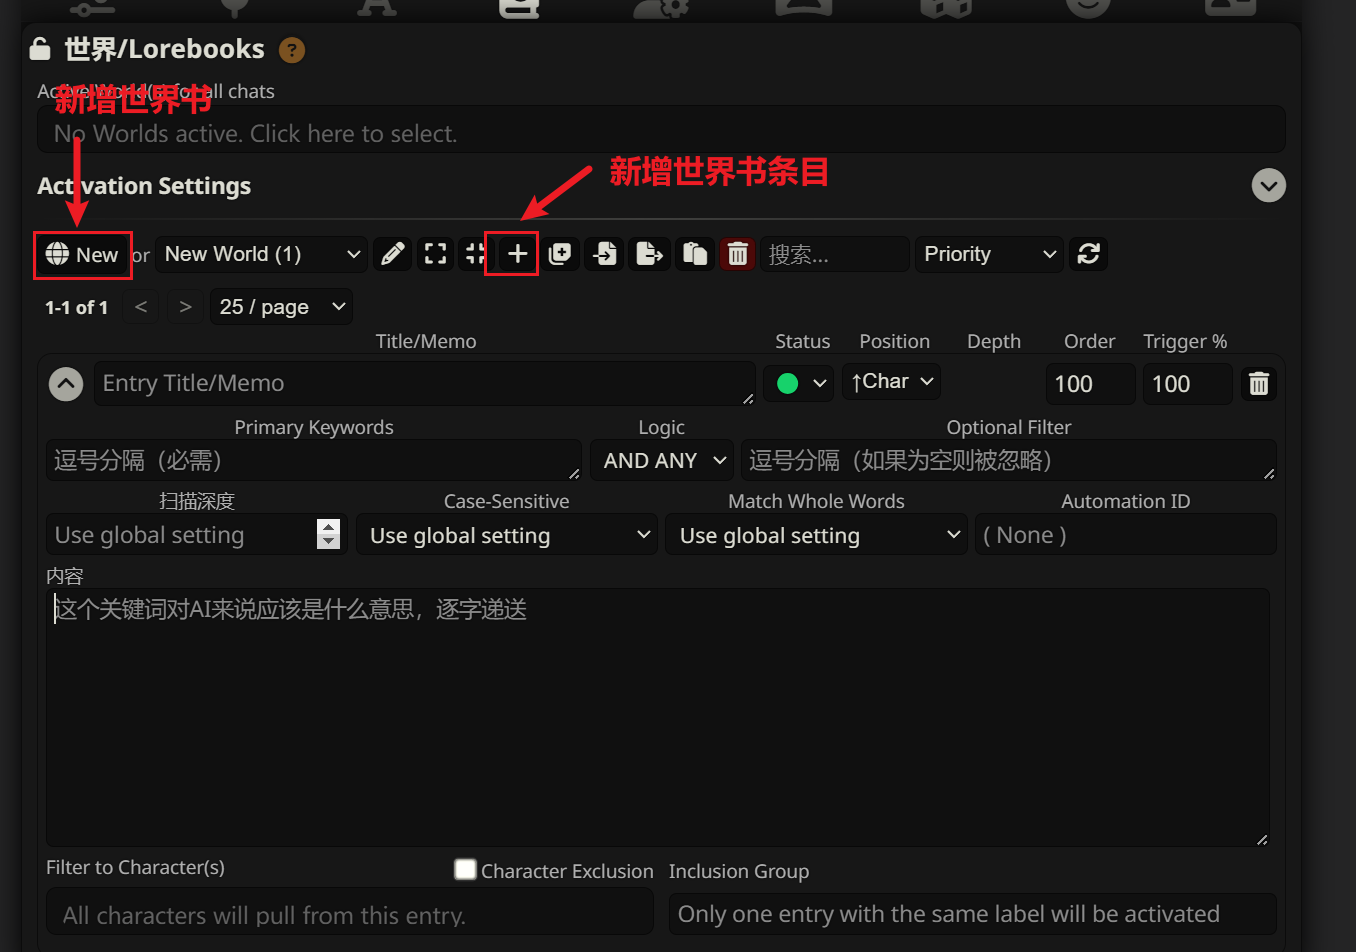 世界/Lorebooks ?
Active World(s) for all chats
新增世界书
No Worlds active. Click here to select.
新增世界书条目
Activation Settings
New or New World (1) 搜索... Priority
1-1 of 1 < > 25 / page
Title/Memo Status Position Depth Order Trigger %
Entry Title/Memo ↑Char 100 100
Primary Keywords Logic Optional Filter
逗号分隔（必需） AND ANY 逗号分隔（如果为空则被忽略）
扫描深度 Case-Sensitive Match Whole Words Automation ID
Use global setting Use global setting Use global setting ( None )
内容
这个关键词对AI来说应该是什么意思，逐字递送
Filter to Character(s) Character Exclusion Inclusion Group
All characters will pull from this entry. Only one entry with the same label will be activated